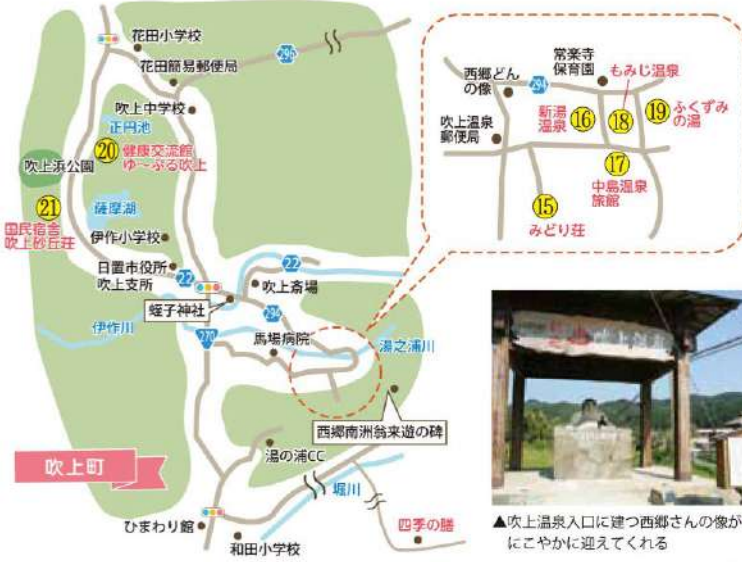 花田小学校
296
花田簡易郵便局
吹上中学校
正円池
⑳
健康交流館
ゆ〜ぷる吹上
吹上浜公園
㉑
国民宿舎
吹上砂丘荘
薩摩湖
伊作小学校
日置市役所
吹上支所
22
22
吹上斎場
蛭子神社
294
伊作川
270
馬場病院
湯之浦川
西郷南洲翁来遊の碑
吹上町
湯の浦CC
堀川
ひまわり館
和田小学校
四季の膳
常楽寺
保育園
西郷どん
の像
294
もみじ温泉
新湯
温泉
⑯
⑱
⑲
ふくずみ
の湯
吹上温泉
郵便局
⑰
中島温泉
旅館
⑮
みどり荘
▲吹上温泉入口に建つ西郷さんの像が
にこやかに迎えてくれる